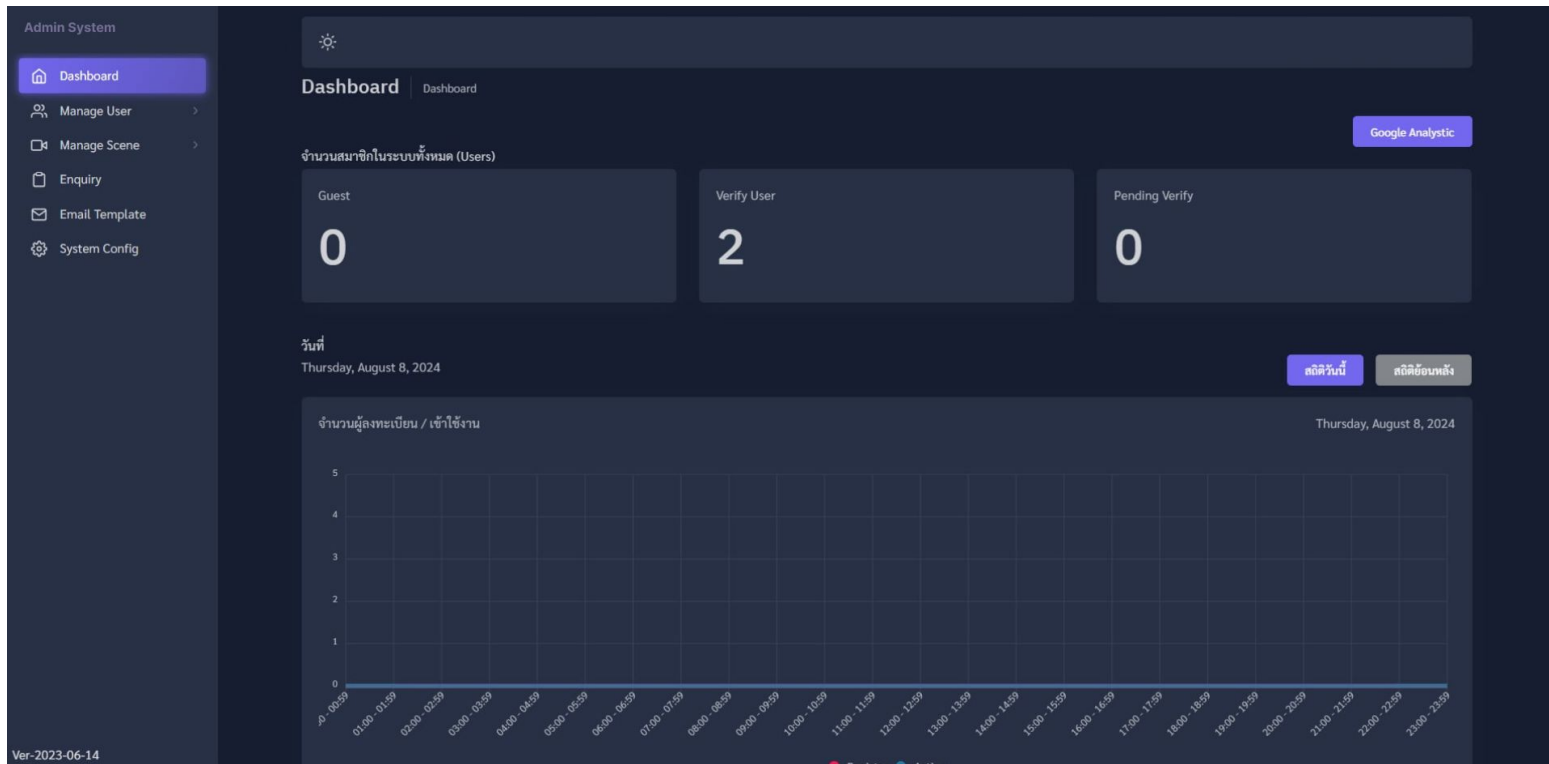 Admin System
Dashboard
Manage User
Manage Scene
Enquiry
Email Template
System Config
Ver-2023-06-14
Dashboard Dashboard
Google Analystic
จำนวนสมาชิกในระบบทั้งหมด (Users)
Guest
0
Verify User
2
Pending Verify
0
วันที่
Thursday, August 8, 2024
สถิติวันนี้ สถิติย้อนหลัง
จำนวนผู้ลงทะเบียน / เข้าใช้งาน Thursday, August 8, 2024
5
4
3
2
1
0
01:00 - 01:59
02:00 - 02:59
03:00 - 03:59
04:00 - 04:59
05:00 - 05:59
06:00 - 06:59
07:00 - 07:59
08:00 - 08:59
09:00 - 09:59
10:00 - 10:59
11:00 - 11:59
12:00 - 12:59
13:00 - 13:59
14:00 - 14:59
15:00 - 15:59
16:00 - 16:59
17:00 - 17:59
18:00 - 18:59
19:00 - 19:59
20:00 - 20:59
21:00 - 21:59
22:00 - 22:59
23:00 - 23:59